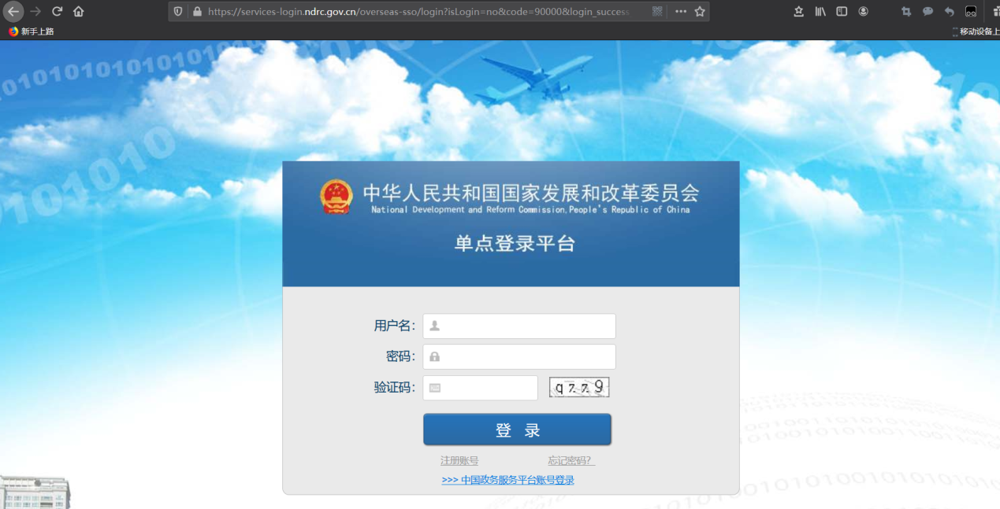 https://services-login.ndrc.gov.cn/overseas-sso/login?isLogin=no&code=90000&login_success
新手上路
移动设备上
中华人民共和国国家发展和改革委员会
National Development and Reform Commission,People's Republic of China
单点登录平台
用户名：
密码：
验证码：
qzz9
登 录
注册账号 忘记密码？
>>> 中国政务服务平台账号登录